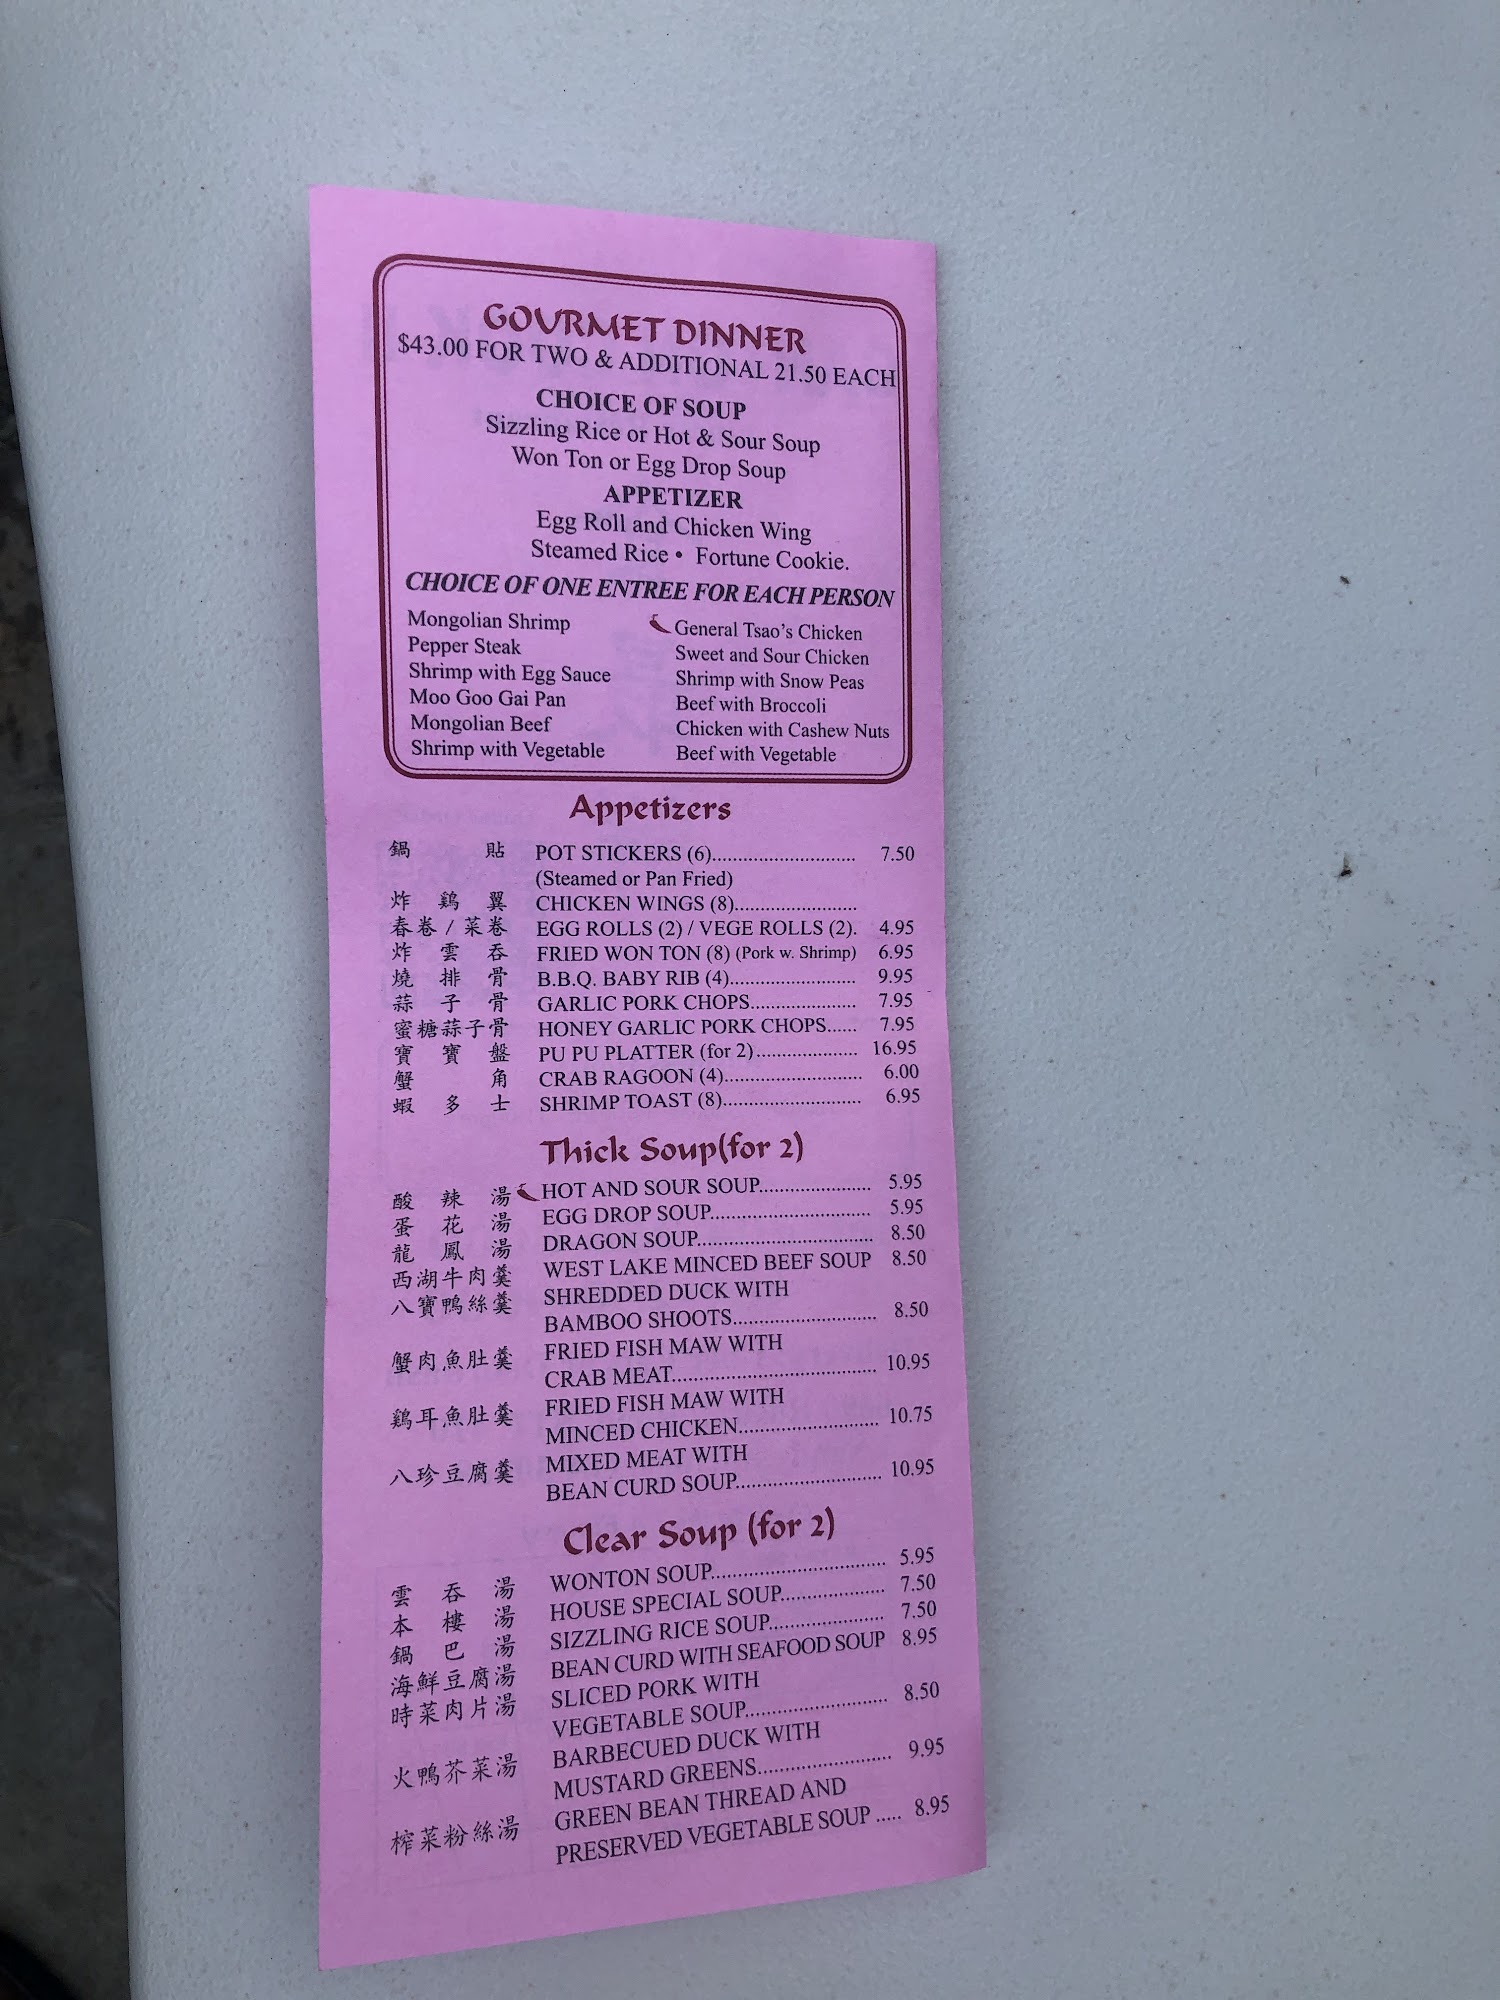 GOURMET DINNER
$43.00 FOR TWO & ADDITIONAL 21.50 EACH
CHOICE OF SOUP
Sizzling Rice or Hot & Sour Soup
Won Ton or Egg Drop Soup
APPETIZER
Egg Roll and Chicken Wing
Steamed Rice • Fortune Cookie.
CHOICE OF ONE ENTREE FOR EACH PERSON
Mongolian Shrimp
Pepper Steak
Shrimp with Egg Sauce
Moo Goo Gai Pan
Mongolian Beef
Shrimp with Vegetable
General Tsao's Chicken
Sweet and Sour Chicken
Shrimp with Snow Peas
Beef with Broccoli
Chicken with Cashew Nuts
Beef with Vegetable
Appetizers
鍋貼 POT STICKERS (6)............................ 7.50
(Steamed or Pan Fried)
炸鷄翼 CHICKEN WINGS (8)........................
春卷/菜卷 EGG ROLLS (2) / VEGE ROLLS (2). 4.95
炸雲吞 FRIED WON TON (8) (Pork w. Shrimp) 6.95
燒排骨 B.B.Q. BABY RIB (4)......................... 9.95
蒜子骨 GARLIC PORK CHOPS..................... 7.95
蜜糖蒜子骨 HONEY GARLIC PORK CHOPS...... 7.95
寶寶盤 PU PU PLATTER (for 2).................... 16.95
蟹角 CRAB RAGOON (4)........................... 6.00
蝦多士 SHRIMP TOAST (8)........................... 6.95
Thick Soup(for 2)
酸辣湯 HOT AND SOUR SOUP...................... 5.95
蛋花湯 EGG DROP SOUP................................ 5.95
龍鳳湯 DRAGON SOUP................................... 8.50
西湖牛肉羹 WEST LAKE MINCED BEEF SOUP 8.50
八寶鴨絲羹 SHREDDED DUCK WITH
BAMBOO SHOOTS............................ 8.50
蟹肉魚肚羹 FRIED FISH MAW WITH
CRAB MEAT........................................ 10.95
鷄耳魚肚羹 FRIED FISH MAW WITH
MINCED CHICKEN........................... 10.75
八珍豆腐羹 MIXED MEAT WITH
BEAN CURD SOUP............................ 10.95
Clear Soup (for 2)
雲吞湯 WONTON SOUP.................................. 5.95
本樓湯 HOUSE SPECIAL SOUP.................... 7.50
鍋巴湯 SIZZLING RICE SOUP...................... 7.50
海鮮豆腐湯 BEAN CURD WITH SEAFOOD SOUP 8.95
時菜肉片湯 SLICED PORK WITH
VEGETABLE SOUP........................... 8.50
火鴨芥菜湯 BARBECUED DUCK WITH
MUSTARD GREENS.......................... 9.95
榨菜粉絲湯 GREEN BEAN THREAD AND
PRESERVED VEGETABLE SOUP ..... 8.95